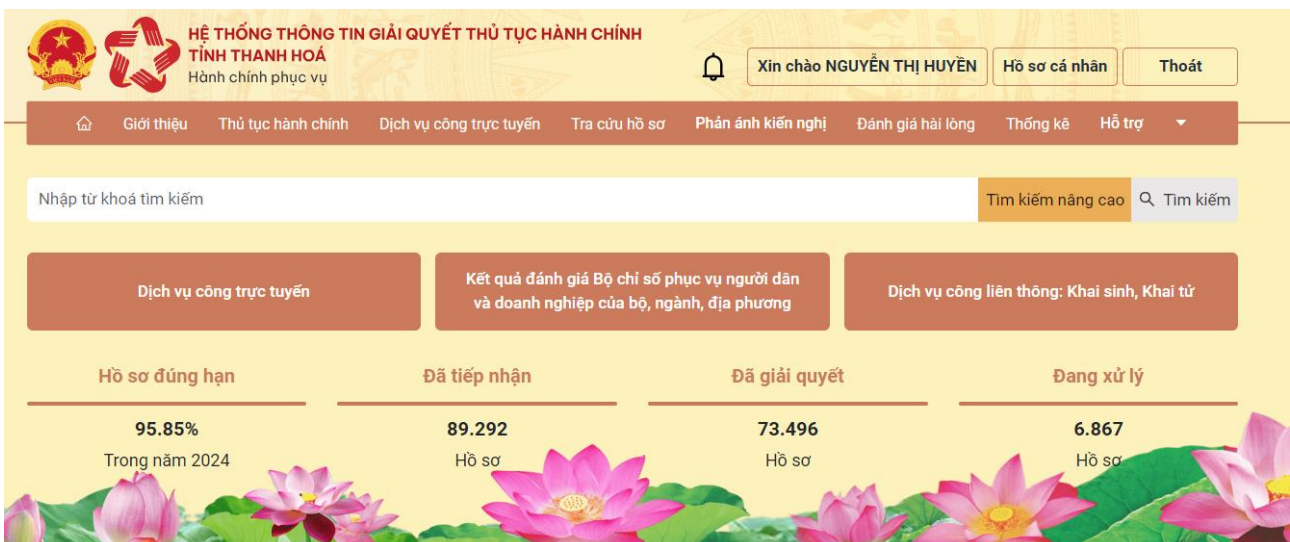 HỆ THỐNG THÔNG TIN GIẢI QUYẾT THỦ TỤC HÀNH CHÍNH
TỈNH THANH HOÁ
Hành chính phục vụ
Xin chào NGUYỄN THỊ HUYỀN
Hồ sơ cá nhân
Thoát
Giới thiệu
Thủ tục hành chính
Dịch vụ công trực tuyến
Tra cứu hồ sơ
Phản ánh kiến nghị
Đánh giá hài lòng
Thống kê
Hỗ trợ
Nhập từ khoá tìm kiếm
Tìm kiếm nâng cao
Tìm kiếm
Dịch vụ công trực tuyến
Kết quả đánh giá Bộ chỉ số phục vụ người dân
và doanh nghiệp của bộ, ngành, địa phương
Dịch vụ công liên thông: Khai sinh, Khai tử
Hồ sơ đúng hạn
95.85%
Trong năm 2024
Đã tiếp nhận
89.292
Hồ sơ
Đã giải quyết
73.496
Hồ sơ
Đang xử lý
6.867
Hồ sơ